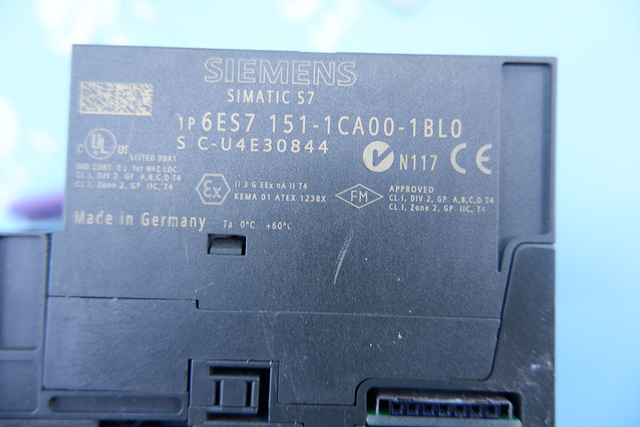 SIEMENS
SIMATIC S7
1P 6ES7 151-1CA00-1BL0
S C-U4E30844
C UL US
LISTED 3DA1
IND.CONT. EQ. for HAZ.LOC
CL I, DIV 2, GP A,B,C,D T4
CL I, Zone 2, GP IIC, T4
Ex
II 3 G EEx nA II T4
KEMA 01 ATEX 1238X
FM
APPROVED
CL I, DIV 2, GP A,B,C,D T4
CL I, Zone 2, GP IIC, T4
N117 CE
Made in Germany
Ta: 0°C +60°C